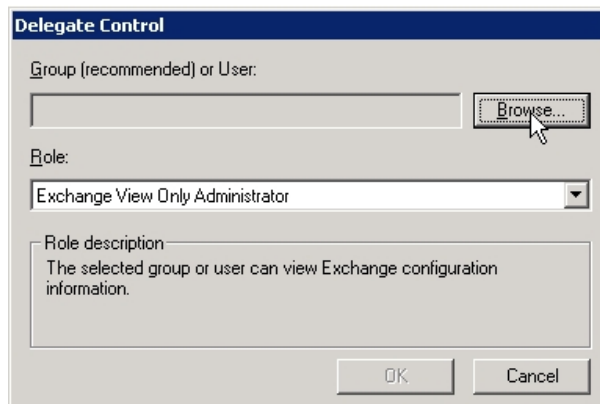 Delegate Control
Group (recommended) or User:
Browse...
Role:
Exchange View Only Administrator
Role description
The selected group or user can view Exchange configuration
information.
OK
Cancel